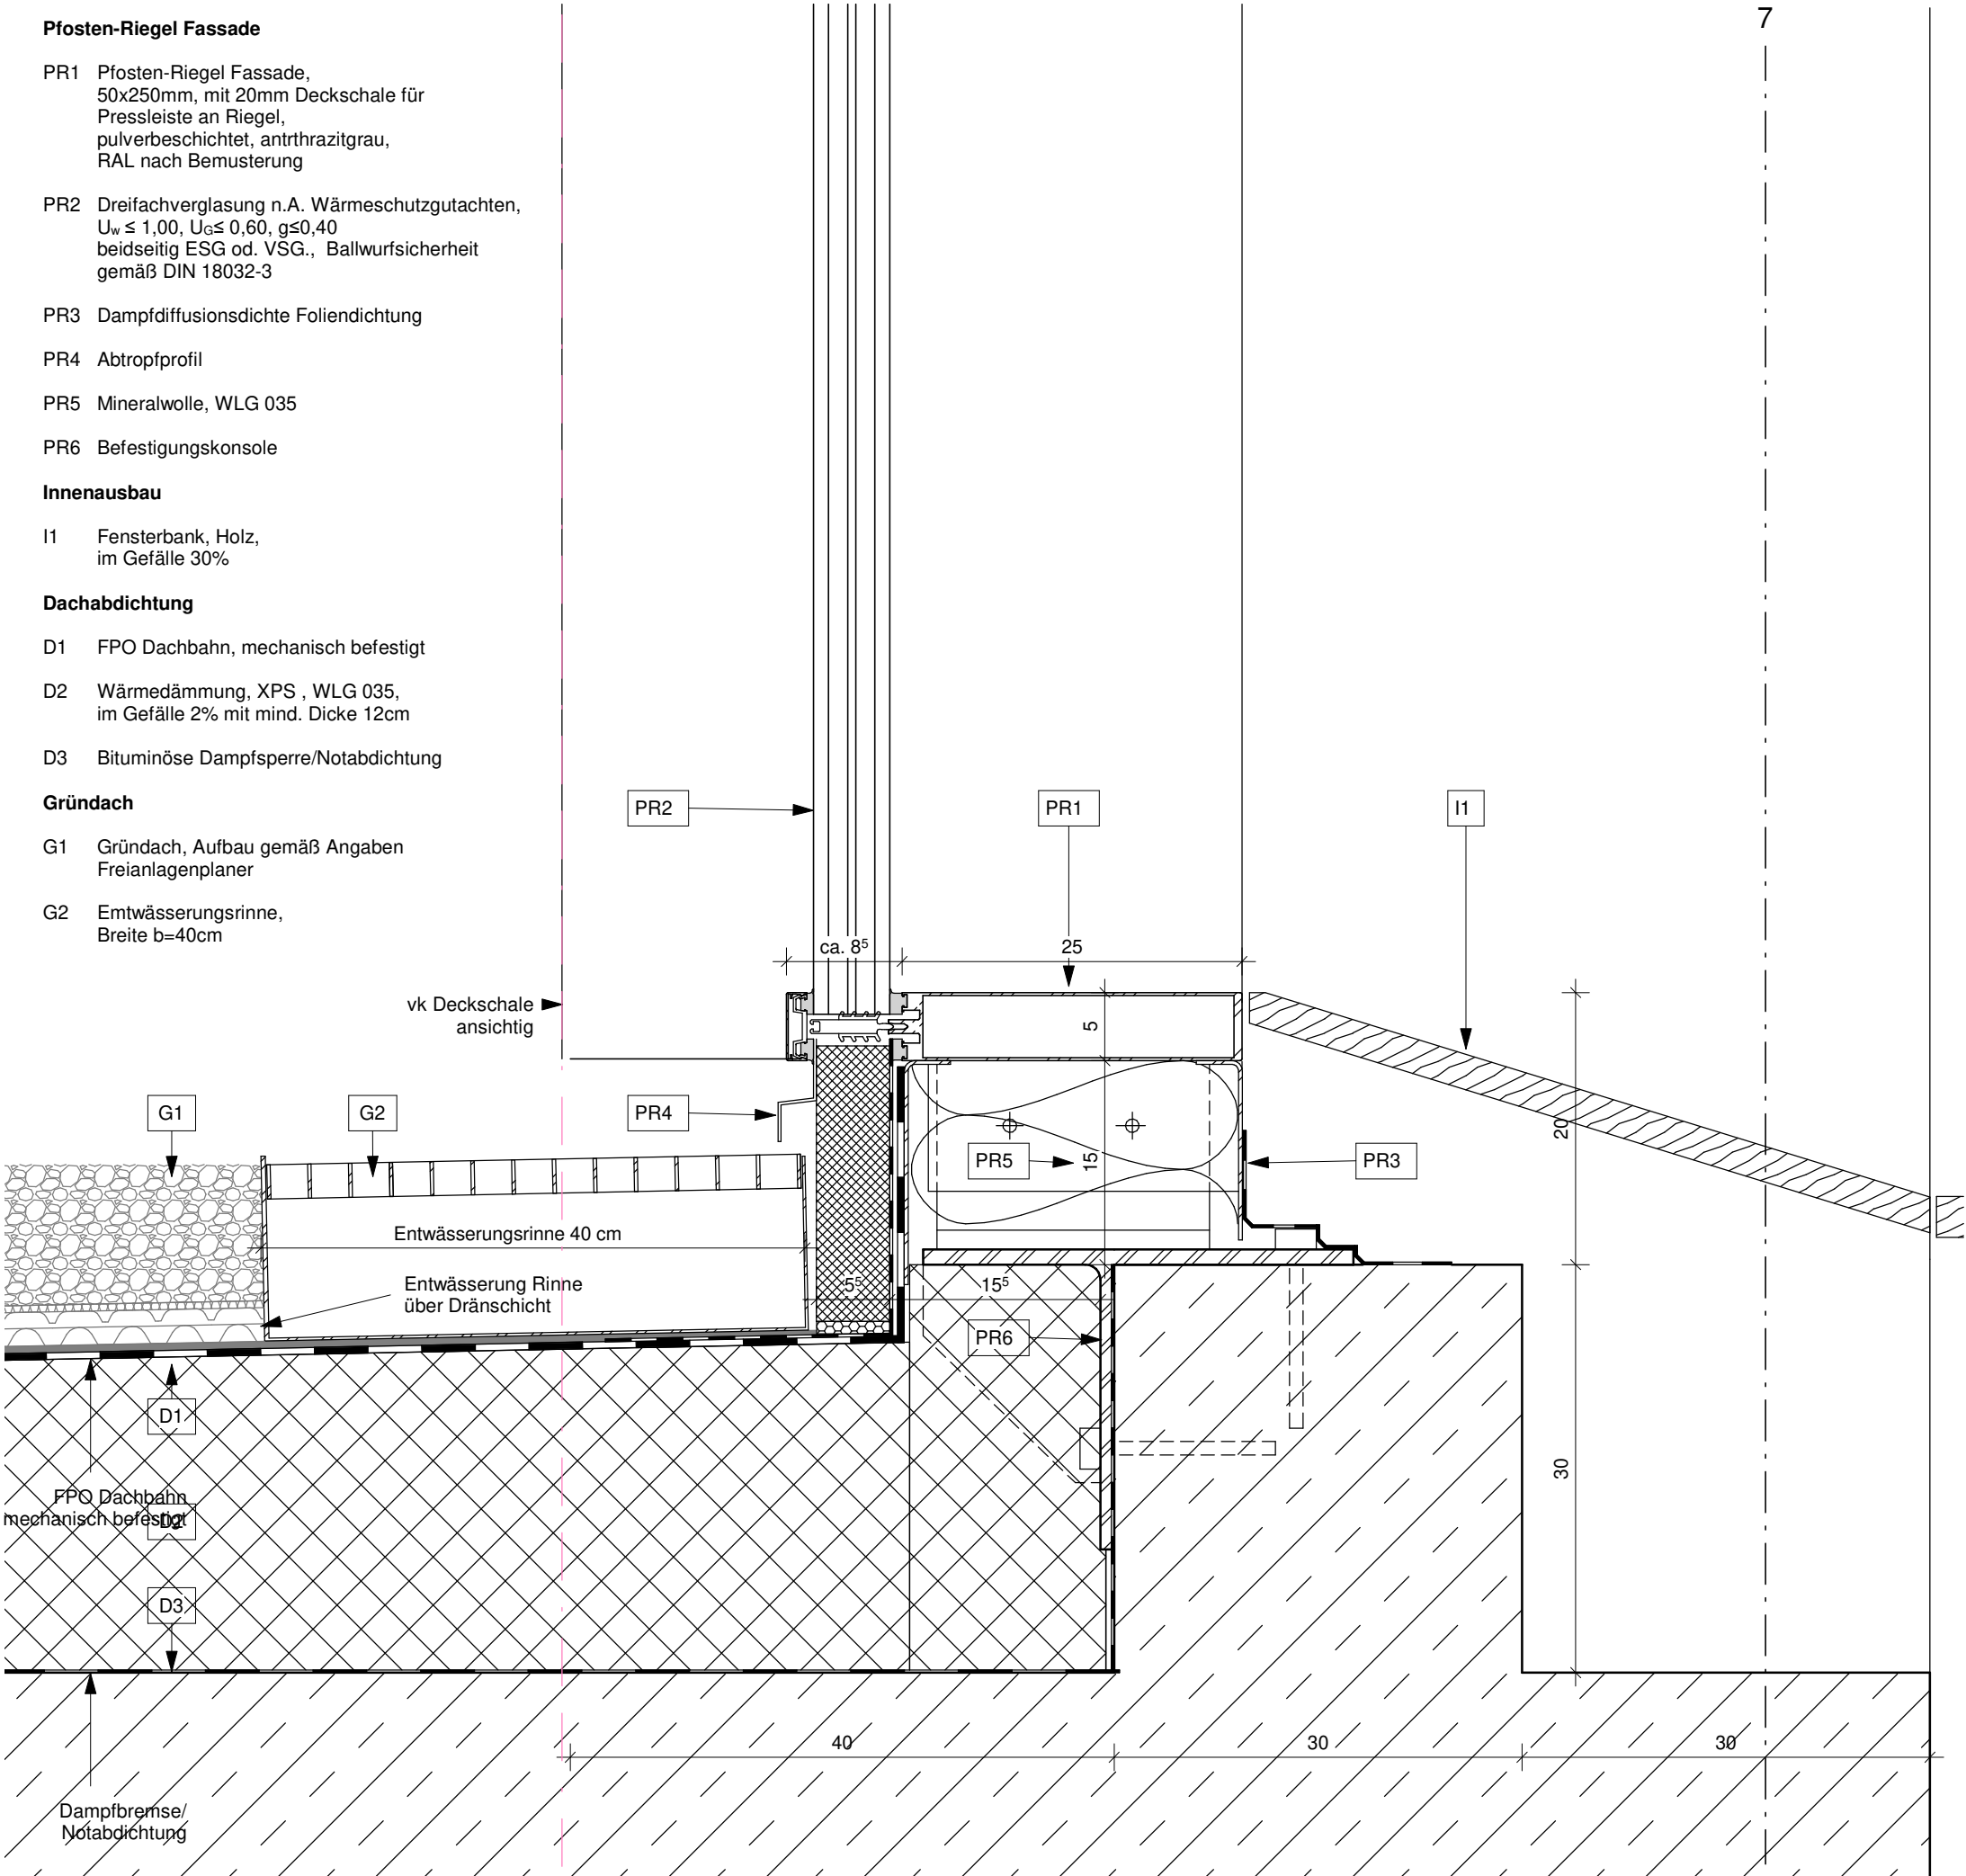 Pfosten-Riegel Fassade
PR1 Pfosten-Riegel Fassade,
50x250mm, mit 20mm Deckschale für
Pressleiste an Riegel,
pulverbeschichtet, antrthrazitgrau,
RAL nach Bemusterung
PR2 Dreifachverglasung n.A. Wärmeschutzgutachten,
Uw ≤ 1,00, UG≤ 0,60, g≤0,40
beidseitig ESG od. VSG., Ballwurfsicherheit
gemäß DIN 18032-3
PR3 Dampfdiffusionsdichte Foliendichtung
PR4 Abtropfprofil
PR5 Mineralwolle, WLG 035
PR6 Befestigungskonsole
Innenausbau
I1 Fensterbank, Holz,
im Gefälle 30%
Dachabdichtung
D1 FPO Dachbahn, mechanisch befestigt
D2 Wärmedämmung, XPS , WLG 035,
im Gefälle 2% mit mind. Dicke 12cm
D3 Bituminöse Dampfsperre/Notabdichtung
Gründach
G1 Gründach, Aufbau gemäß Angaben
Freianlagenplaner
G2 Emtwässerungsrinne,
Breite b=40cm
7
PR2
PR1
I1
ca. 8⁵
25
vk Deckschale
ansichtig
5
G1
G2
PR4
PR5
15
PR3
20
Entwässerungsrinne 40 cm
Entwässerung Rinne
über Dränschicht
5⁵
15⁵
PR6
D1
FPO Dachbahn
mechanisch befestigt
D2
30
D3
40
30
30
Dampfbremse/
Notabdichtung